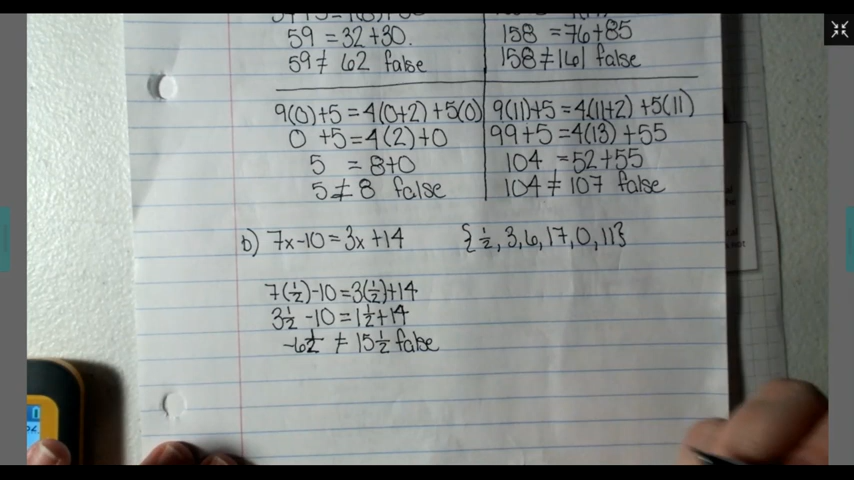 59 = 32+30.
59 ≠ 62 false
158 = 76+85
158 ≠ 161 false
9(0)+5 = 4(0+2)+5(0)
0 +5 = 4(2)+0
5 = 8+0
5 ≠ 8 false
9(11)+5 = 4(11+2)+5(11)
99+5 = 4(13)+55
104 = 52+55
104 ≠ 107 false
b) 7x-10 = 3x+14 {½, 3, 6, 17, 0, 11}
7(½)-10 = 3(½)+14
3½ -10 = 1½+14
-6½ ≠ 15½ false